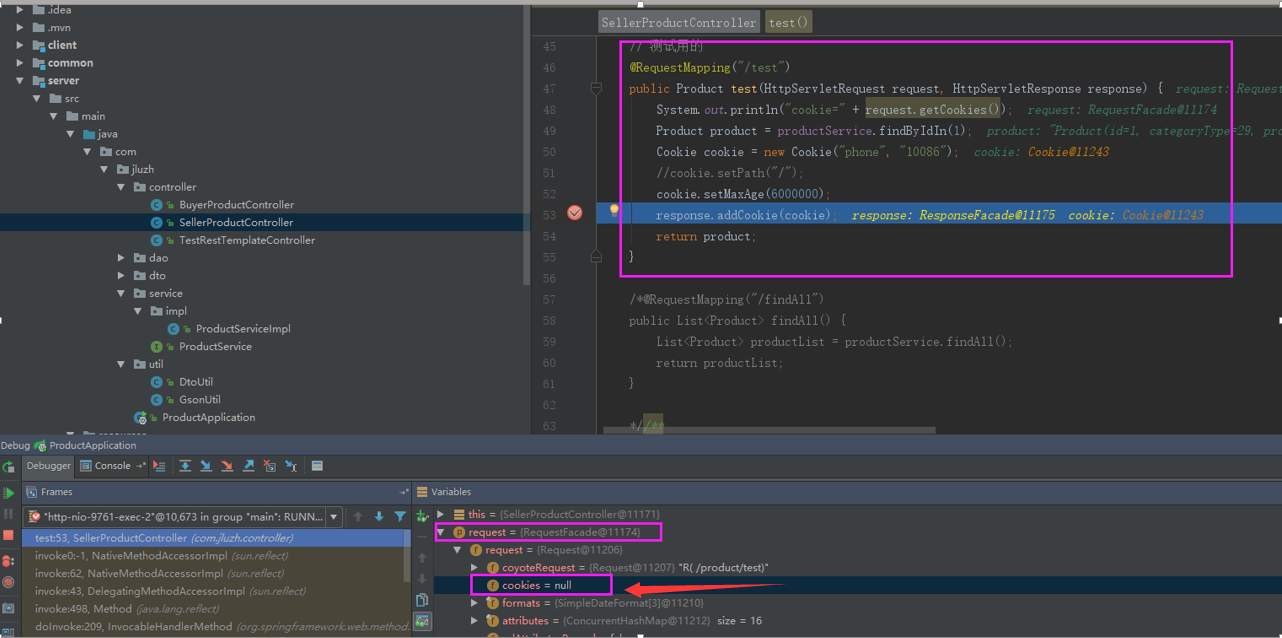 .idea
.mvn
client
common
server
src
main
java
com
jluzh
controller
BuyerProductController
SellerProductController
TestRestTemplateController
dao
dto
service
impl
ProductServiceImpl
ProductService
util
DtoUtil
GsonUtil
ProductApplication
SellerProductController test()
45 // 测试用的
46 @RequestMapping("/test")
47 public Product test(HttpServletRequest request, HttpServletResponse response) { request: Request
48 System.out.println("cookie=" + request.getCookies()); request: RequestFacade@11174
49 Product product = productService.findByIdIn(1); product: "Product(id=1, categoryType=29, pro
50 Cookie cookie = new Cookie("phone", "10086"); cookie: Cookie@11243
51 //cookie.setPath("/");
52 cookie.setMaxAge(6000000);
53 response.addCookie(cookie); response: ResponseFacade@11175 cookie: Cookie@11243
54 return product;
55 }
56
57 /*@RequestMapping("/findAll")
58 public List<Product> findAll() {
59 List<Product> productList = productService.findAll();
60 return productList;
61 }
62
63 *//**
Debug ProductApplication
Debugger Console
Frames
"http-nio-9761-exec-2"@10,673 in group "main": RUNN...
test:53, SellerProductController (com.jluzh.controller)
invoke0:-1, NativeMethodAccessorImpl (sun.reflect)
invoke:62, NativeMethodAccessorImpl (sun.reflect)
invoke:43, DelegatingMethodAccessorImpl (sun.reflect)
invoke:498, Method (java.lang.reflect)
doInvoke:209, InvocableHandlerMethod (org.springframework.web.method.
Variables
this = {SellerProductController@11171}
request = {RequestFacade@11174}
request = {Request@11206}
coyoteRequest = {Request@11207} "R( /product/test)"
cookies = null
formats = {SimpleDateFormat[3]@11210}
attributes = {ConcurrentHashMap@11212} size = 16